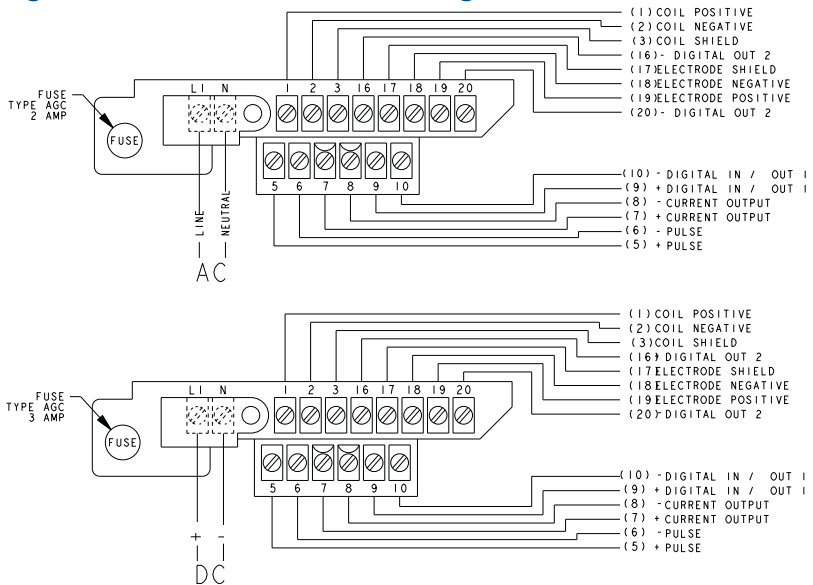 (1) COIL POSITIVE
(2) COIL NEGATIVE
(3) COIL SHIELD
(16)- DIGITAL OUT 2
(17)ELECTRODE SHIELD
(18)ELECTRODE NEGATIVE
(19)ELECTRODE POSITIVE
(20)- DIGITAL OUT 2
FUSE
TYPE AGC
2 AMP
FUSE
L1 N 1 2 3 16 17 18 19 20
5 6 7 8 9 10
(10) - DIGITAL IN / OUT 1
(9) + DIGITAL IN / OUT 1
(8) - CURRENT OUTPUT
(7) + CURRENT OUTPUT
(6) - PULSE
(5) + PULSE
LINE
NEUTRAL
AC
(1) COIL POSITIVE
(2) COIL NEGATIVE
(3)COIL SHIELD
(16+ DIGITAL OUT 2
(17ELECTRODE SHIELD
(18ELECTRODE NEGATIVE
(19ELECTRODE POSITIVE
(20)-DIGITAL OUT 2
FUSE
TYPE AGC
3 AMP
FUSE
L1 N 1 2 3 16 17 18 19 20
5 6 7 8 9 10
(10) - DIGITAL IN / OUT 1
(9) + DIGITAL IN / OUT 1
(8) - CURRENT OUTPUT
(7) + CURRENT OUTPUT
(6) - PULSE
(5) + PULSE
+ -
DC